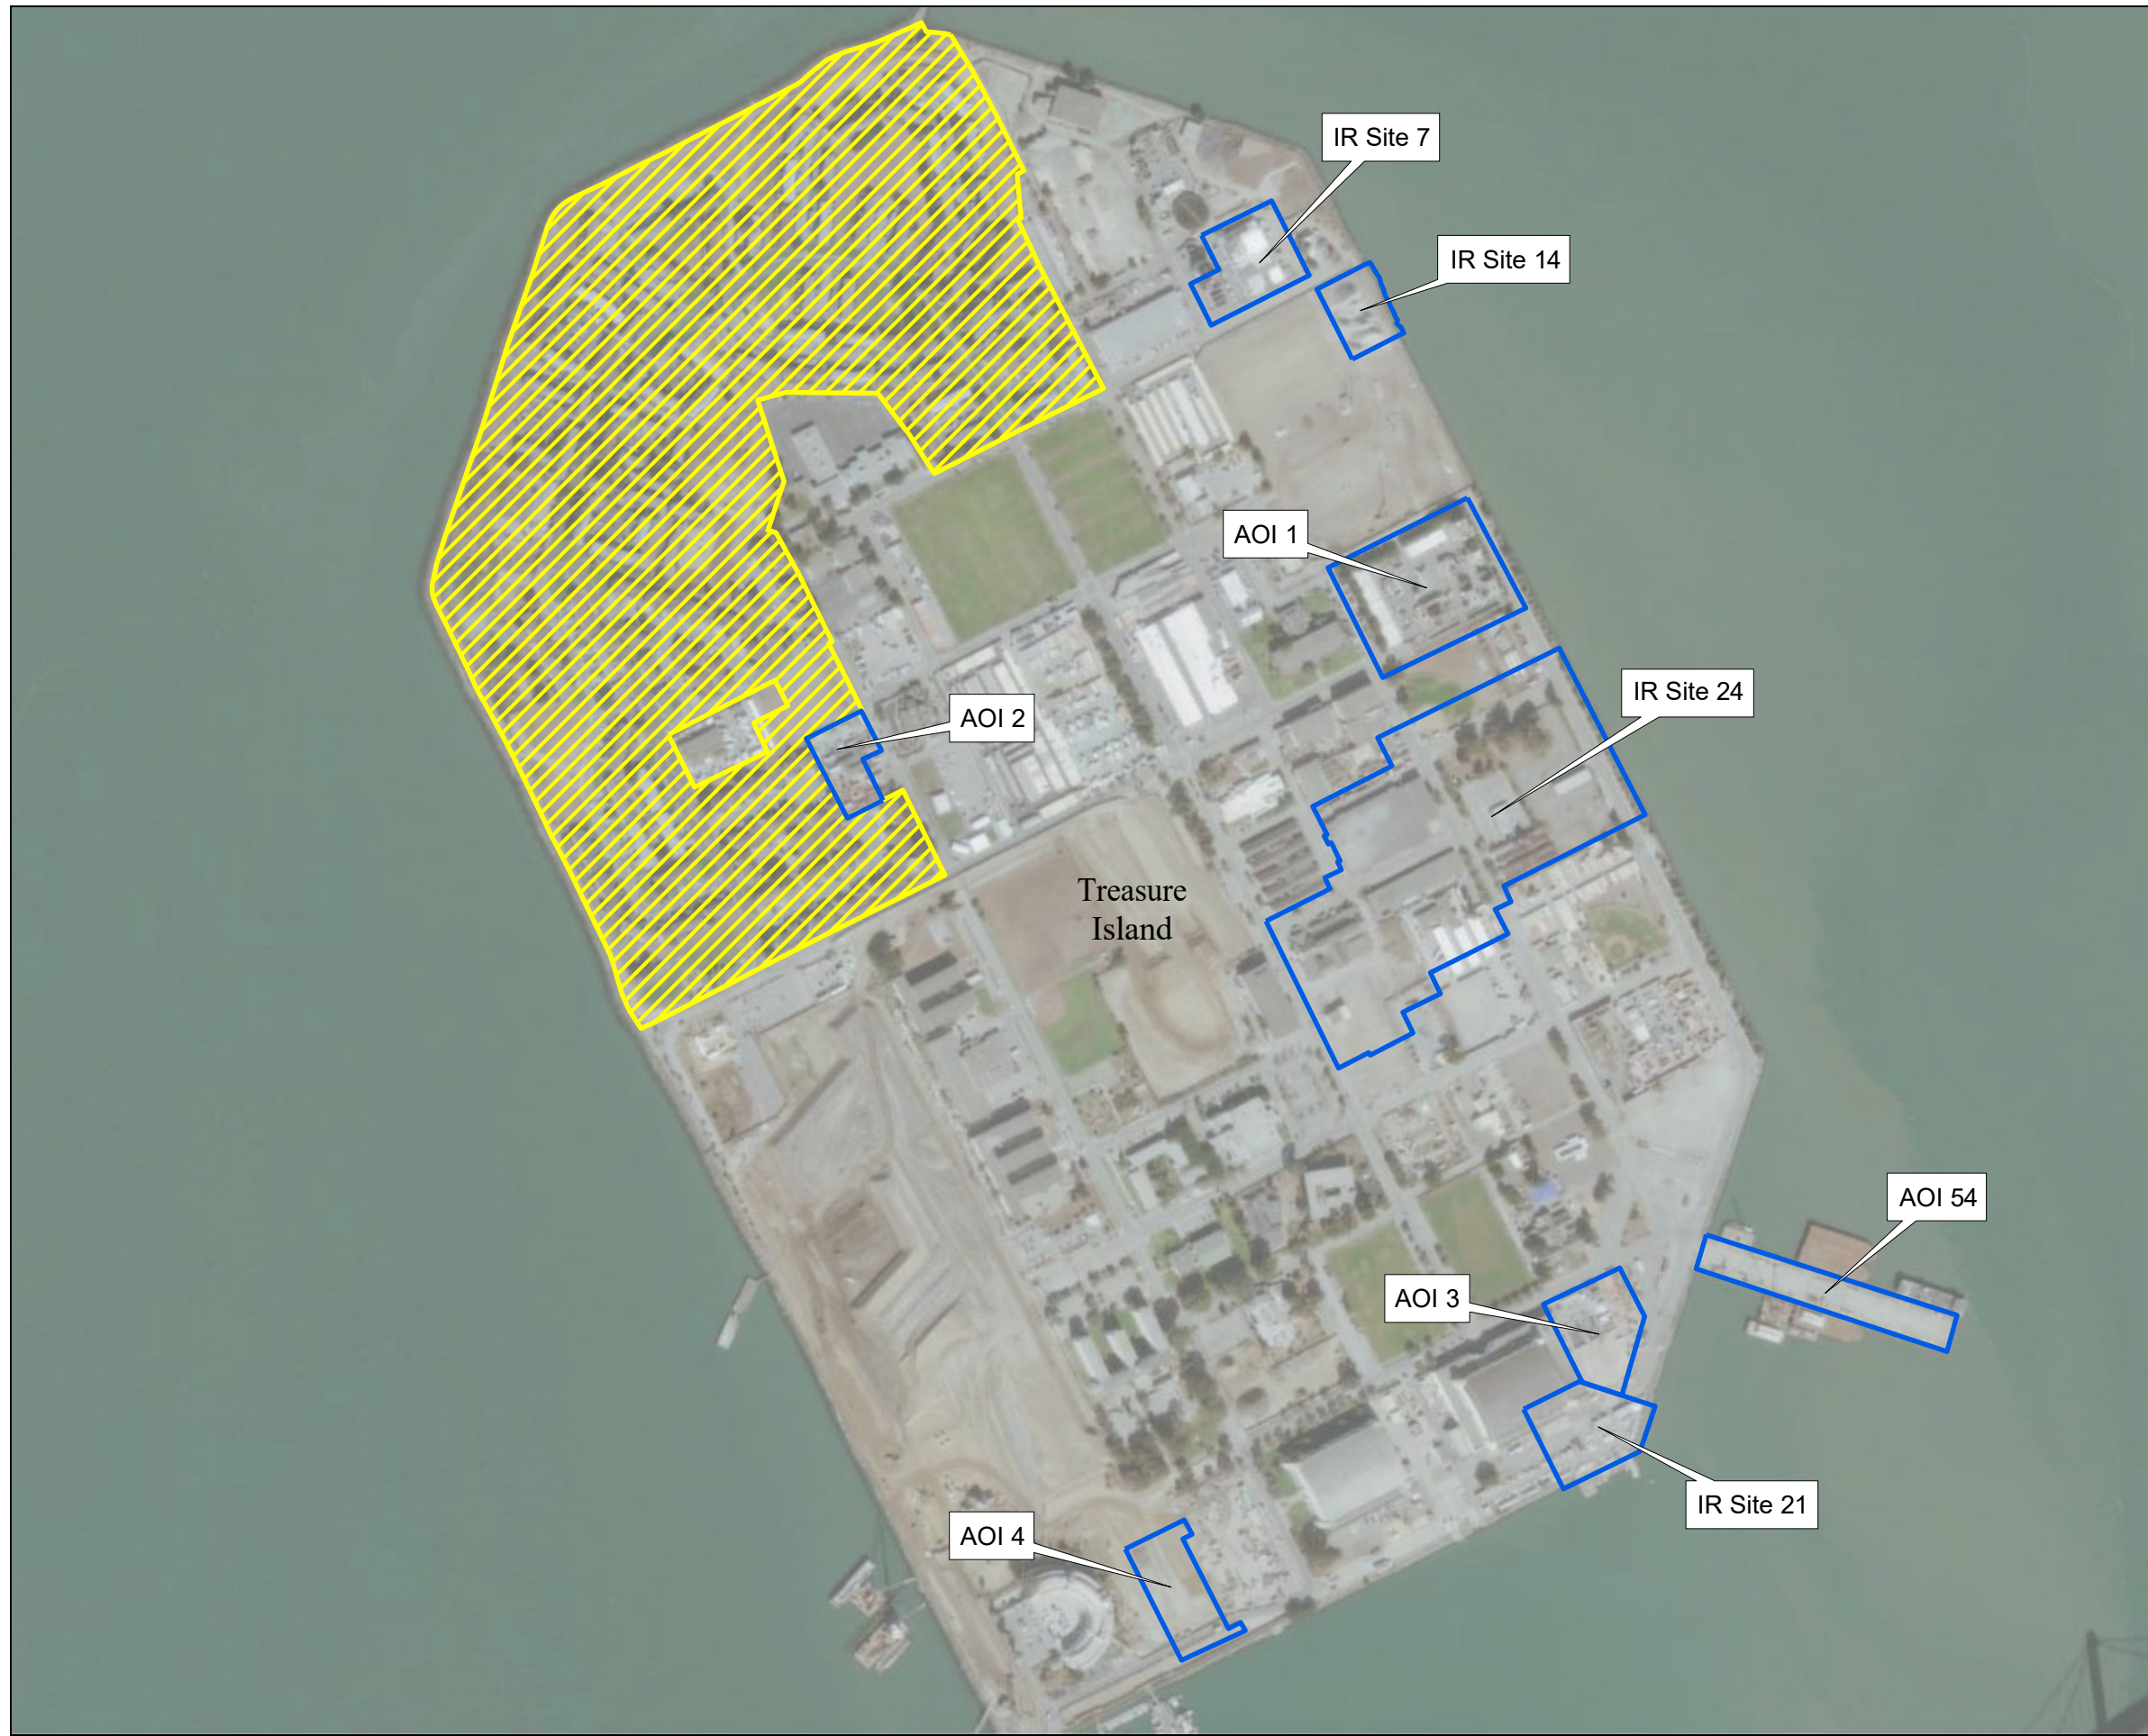 IR Site 7
IR Site 14
AOI 1
IR Site 24
AOI 2
Treasure
Island
AOI 54
AOI 3
IR Site 21
AOI 4